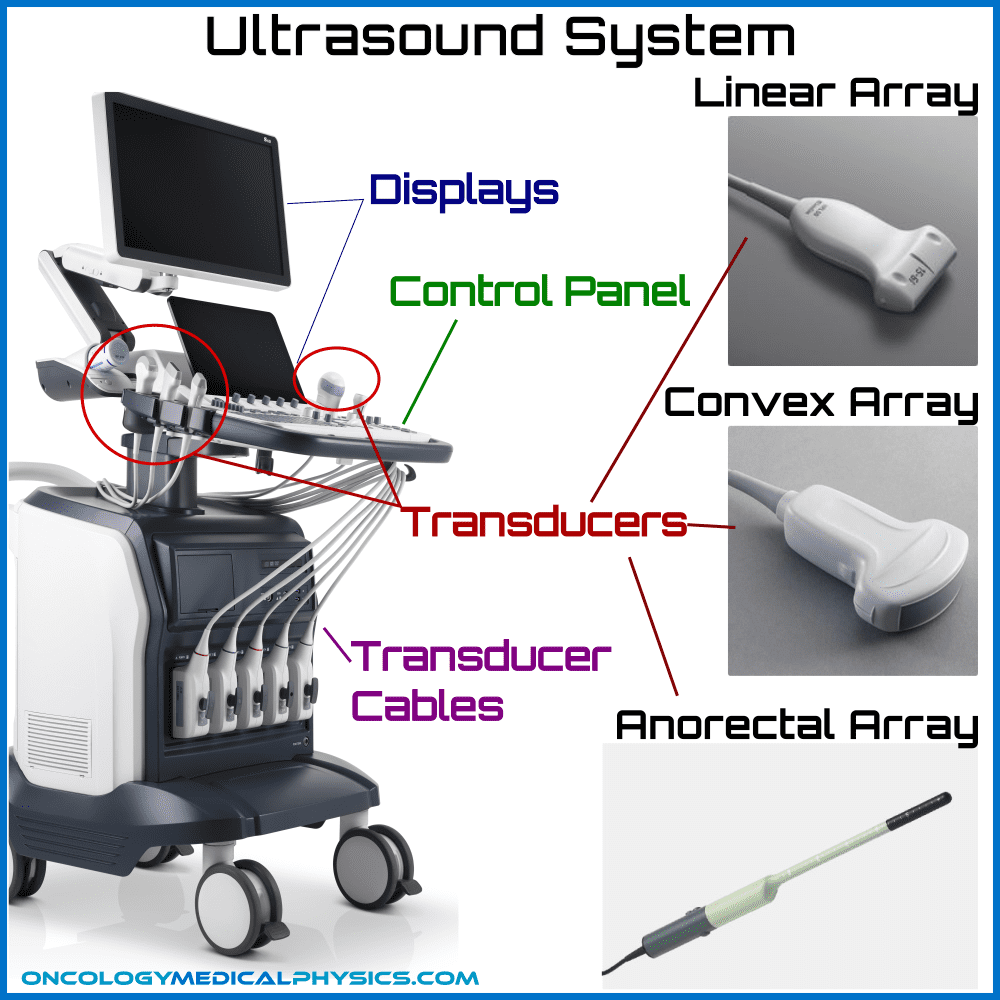 Ultrasound System
Linear Array
Displays
Control Panel
Convex Array
Transducers
Transducer
Cables
Anorectal Array
ONCOLOGYMEDICALPHYSICS.COM